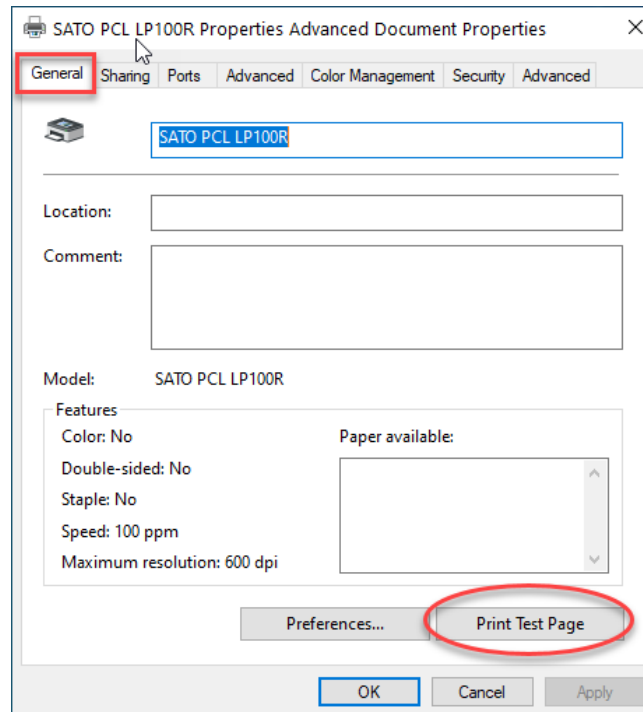 SATO PCL LP100R Properties Advanced Document Properties
General Sharing Ports Advanced Color Management Security Advanced
SATO PCL LP100R
Location:
Comment:
Model: SATO PCL LP100R
Features
Color: No
Paper available:
Double-sided: No
Staple: No
Speed: 100 ppm
Maximum resolution: 600 dpi
Preferences... Print Test Page
OK Cancel Apply